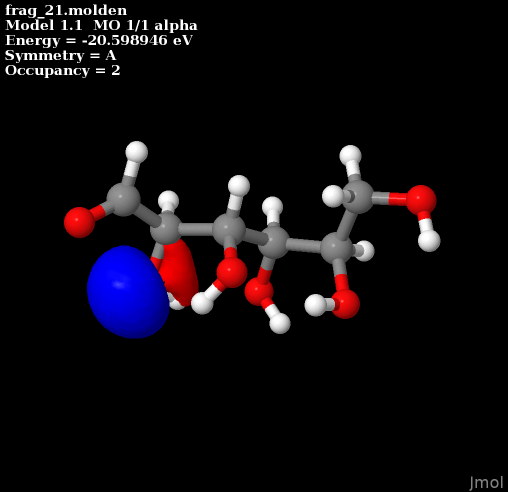 frag_21.molden
Model 1.1  MO 1/1 alpha
Energy = -20.598946 eV
Symmetry = A
Occupancy = 2
Jmol